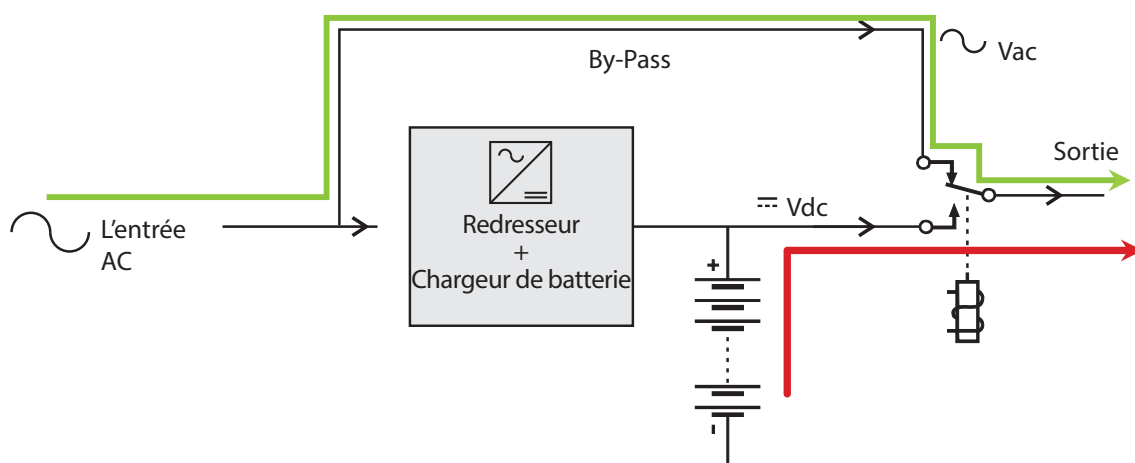 By-Pass
Vac
Sortie
L'entrée
AC
Redresseur
+
Chargeur de batterie
Vdc
+
-